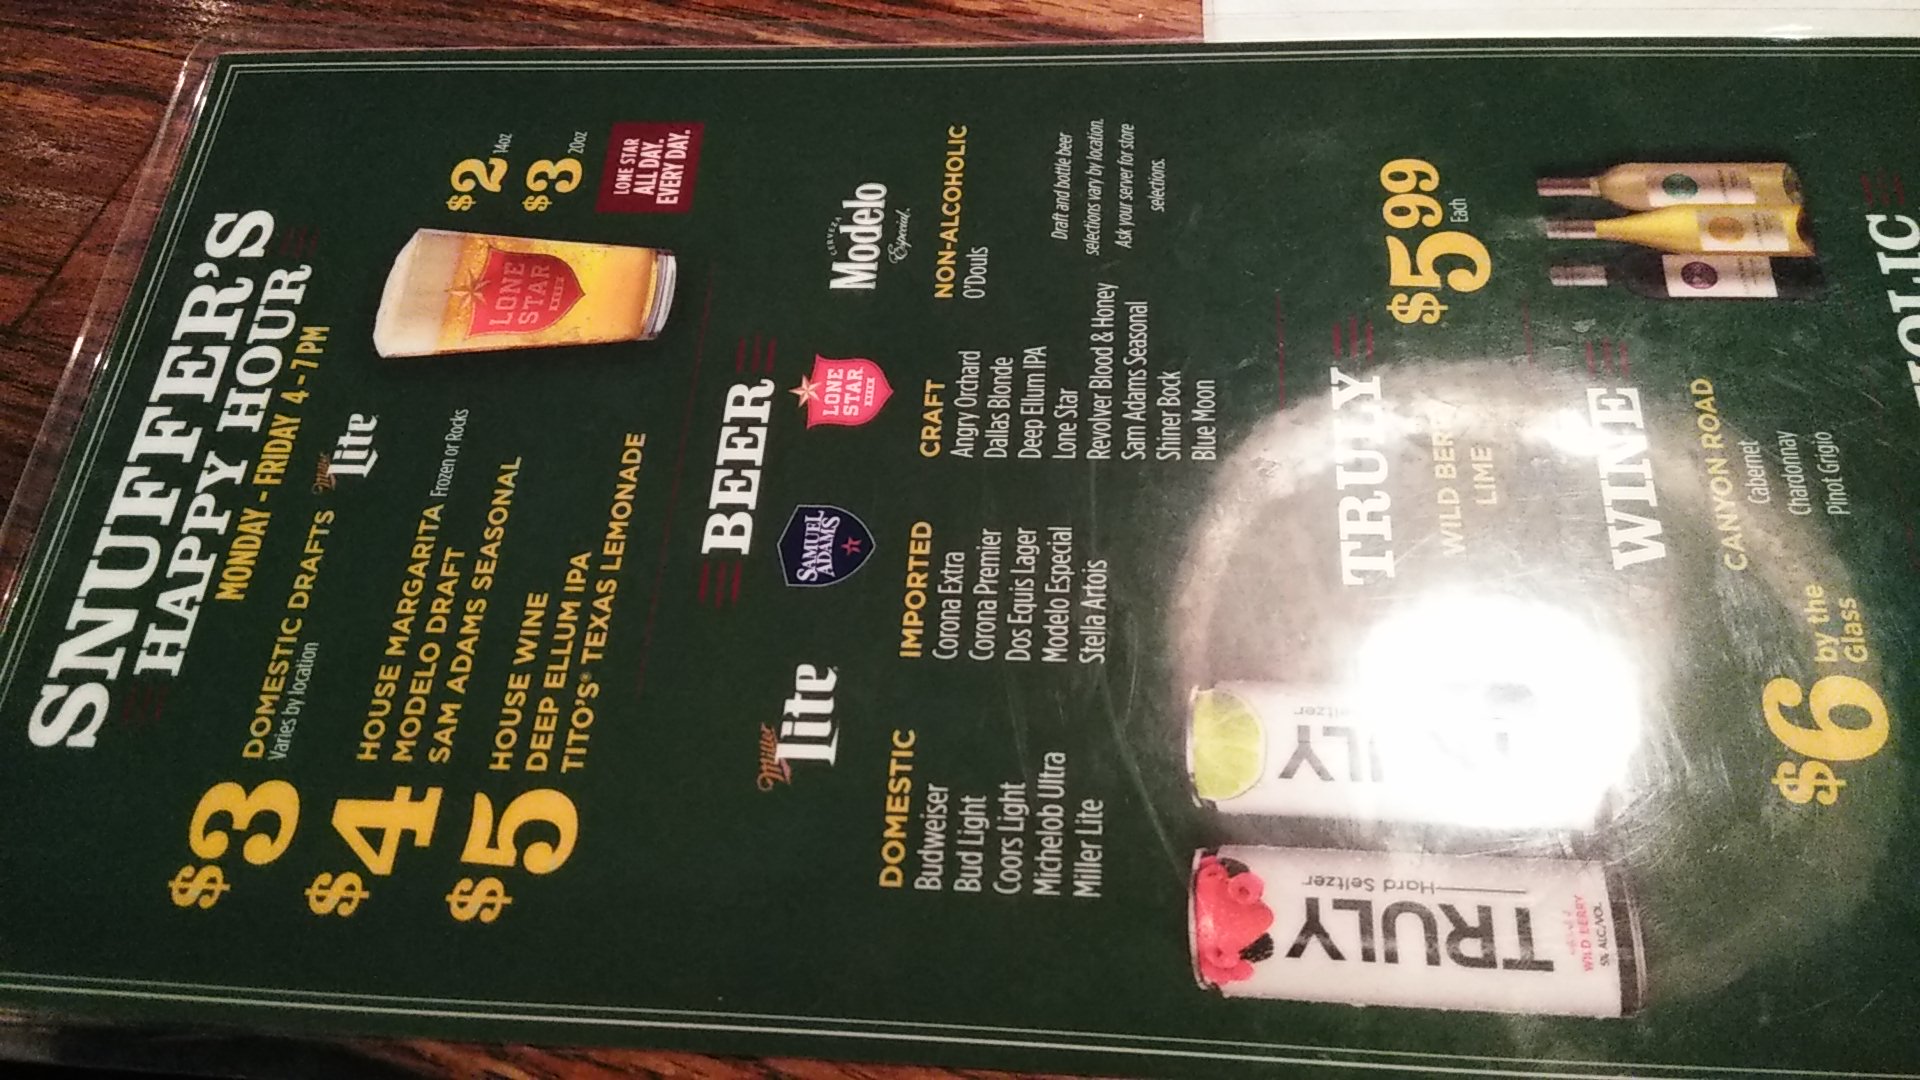 SNUFFER'S
HAPPY HOUR
MONDAY - FRIDAY 4 - 7 PM
$3
DOMESTIC DRAFTS
Varies by location
Miller
Lite
$4
HOUSE MARGARITA Frozen or Rocks
MODELO DRAFT
SAM ADAMS SEASONAL
$5
HOUSE WINE
DEEP ELLUM IPA
TITO'S® TEXAS LEMONADE
LONE
STAR
BEER
$2 14oz
$3 20oz
LONE STAR
ALL DAY.
EVERY DAY.
BEER
Miller
Lite
SAMUEL
ADAMS
LONE
STAR
BEER
CERVEZA
Modelo
Especial
DOMESTIC
Budweiser
Bud Light
Coors Light
Michelob Ultra
Miller Lite
IMPORTED
Corona Extra
Corona Premier
Dos Equis Lager
Modelo Especial
Stella Artois
CRAFT
Angry Orchard
Dallas Blonde
Deep Ellum IPA
Lone Star
Revolver Blood & Honey
Sam Adams Seasonal
Shiner Bock
Blue Moon
NON-ALCOHOLIC
O'Douls
Draft and bottle beer
selections vary by location.
Ask your server for store
selections.
TRULY
WILD BERRY
LIME
$5.99
Each
TRULY
Hard Seltzer
WILD BERRY
5% ALC/VOL
Seltzer
WINE
CANYON ROAD
Cabernet
Chardonnay
Pinot Grigio
$6 by the
Glass